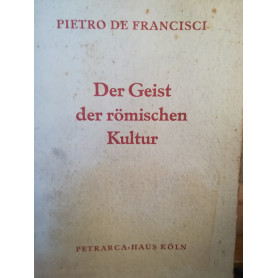 PIETRO DE FRANCISCI
Der Geist
der römischen
Kultur
PETRARCA-HAUS KÖLN